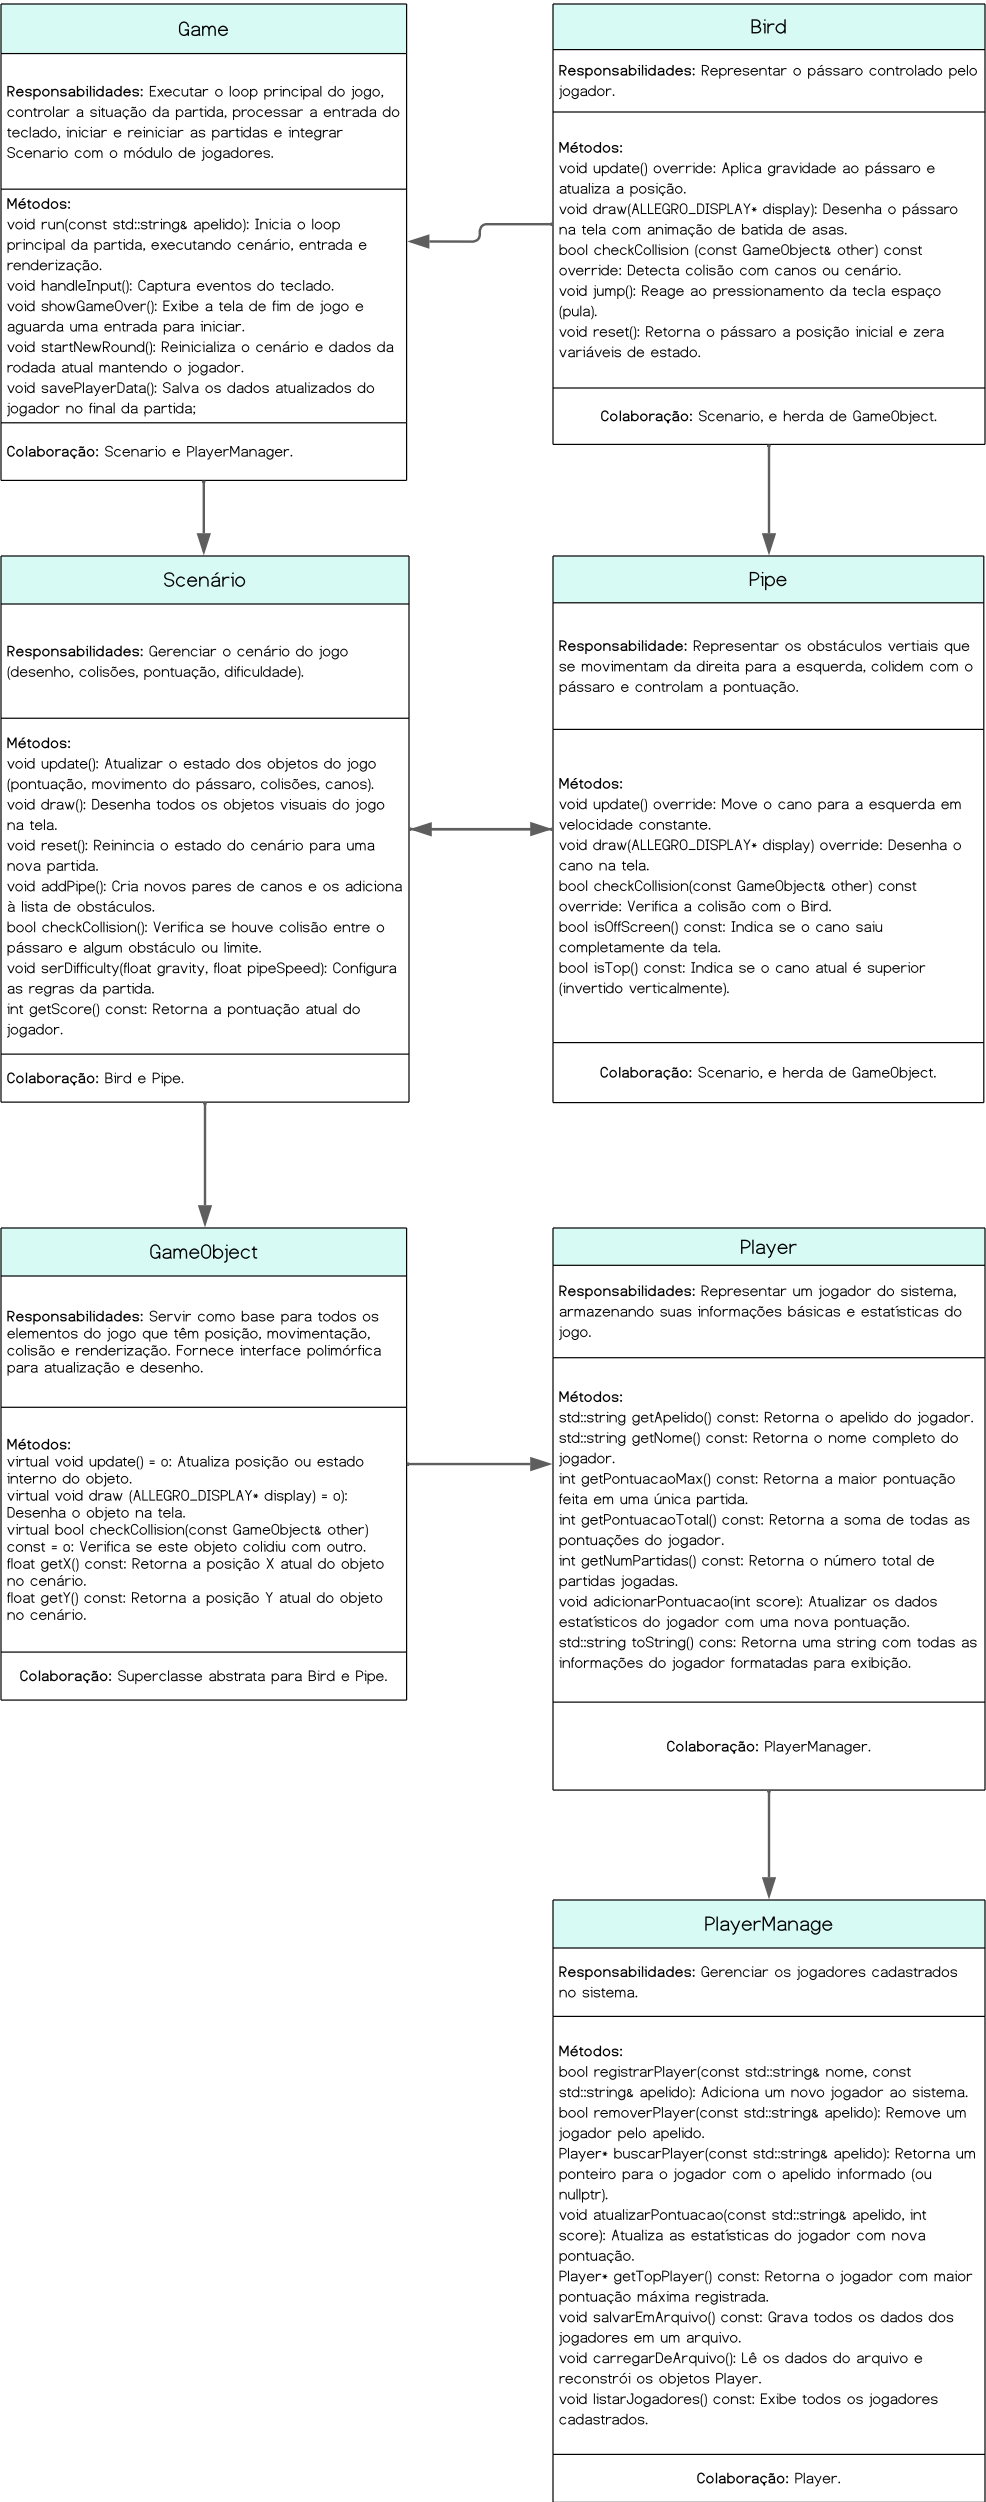 Game
Responsabilidades: Executar o loop principal do jogo,
controlar a situação da partida, processar a entrada do
teclado, iniciar e reiniciar as partidas e integrar
Scenario com o módulo de jogadores.
Métodos:
void run(const std::string& apelido): Inicia o loop
principal da partida, executando cenário, entrada e
renderização.
void handleInput(): Captura eventos do teclado.
void showGameOver(): Exibe a tela de fim de jogo e
aguarda uma entrada para iniciar.
void startNewRound(): Reinicializa o cenário e dados da
rodada atual mantendo o jogador.
void savePlayerData(): Salva os dados atualizados do
jogador no final da partida;
Colaboração: Scenario e PlayerManager.
Bird
Responsabilidades: Representar o pássaro controlado pelo
jogador.
Métodos:
void update() override: Aplica gravidade ao pássaro e
atualiza a posição.
void draw(ALLEGRO_DISPLAY* display): Desenha o pássaro
na tela com animação de batida de asas.
bool checkCollision (const GameObject& other) const
override: Detecta colisão com canos ou cenário.
void jump(): Reage ao pressionamento da tecla espaço
(pula).
void reset(): Retorna o pássaro a posição inicial e zera
variáveis de estado.
Colaboração: Scenario, e herda de GameObject.
Scenário
Responsabilidades: Gerenciar o cenário do jogo
(desenho, colisões, pontuação, dificuldade).
Métodos:
void update(): Atualizar o estado dos objetos do jogo
(pontuação, movimento do pássaro, colisões, canos).
void draw(): Desenha todos os objetos visuais do jogo
na tela.
void reset(): Reinincia o estado do cenário para uma
nova partida.
void addPipe(): Cria novos pares de canos e os adiciona
à lista de obstáculos.
bool checkCollision(): Verifica se houve colisão entre o
pássaro e algum obstáculo ou limite.
void serDifficulty(float gravity, float pipeSpeed): Configura
as regras da partida.
int getScore() const: Retorna a pontuação atual do
jogador.
Colaboração: Bird e Pipe.
Pipe
Responsabilidade: Representar os obstáculos vertiais que
se movimentam da direita para a esquerda, colidem com o
pássaro e controlam a pontuação.
Métodos:
void update() override: Move o cano para a esquerda em
velocidade constante.
void draw(ALLEGRO_DISPLAY* display) override: Desenha o
cano na tela.
bool checkCollision(const GameObject& other) const
override: Verifica a colisão com o Bird.
bool isOffScreen() const: Indica se o cano saiu
completamente da tela.
bool isTop() const: Indica se o cano atual é superior
(invertido verticalmente).
Colaboração: Scenario, e herda de GameObject.
GameObject
Responsabilidades: Servir como base para todos os
elementos do jogo que têm posição, movimentação,
colisão e renderização. Fornece interface polimórfica
para atualização e desenho.
Métodos:
virtual void update() = 0: Atualiza posição ou estado
interno do objeto.
virtual void draw (ALLEGRO_DISPLAY* display) = 0):
Desenha o objeto na tela.
virtual bool checkCollision(const GameObject& other)
const = 0: Verifica se este objeto colidiu com outro.
float getX() const: Retorna a posição X atual do objeto
no cenário.
float getY() const: Retorna a posição Y atual do objeto
no cenário.
Colaboração: Superclasse abstrata para Bird e Pipe.
Player
Responsabilidades: Representar um jogador do sistema,
armazenando suas informações básicas e estatísticas do
jogo.
Métodos:
std::string getApelido() const: Retorna o apelido do jogador.
std::string getNome() const: Retorna o nome completo do
jogador.
int getPontuacaoMax() const: Retorna a maior pontuação
feita em uma única partida.
int getPontuacaoTotal() const: Retorna a soma de todas as
pontuações do jogador.
int getNumPartidas() const: Retorna o número total de
partidas jogadas.
void adicionarPontuacao(int score): Atualizar os dados
estatísticos do jogador com uma nova pontuação.
std::string toString() cons: Retorna uma string com todas as
informações do jogador formatadas para exibição.
Colaboração: PlayerManager.
PlayerManage
Responsabilidades: Gerenciar os jogadores cadastrados
no sistema.
Métodos:
bool registrarPlayer(const std::string& nome, const
std::string& apelido): Adiciona um novo jogador ao sistema.
bool removerPlayer(const std::string& apelido): Remove um
jogador pelo apelido.
Player* buscarPlayer(const std::string& apelido): Retorna um
ponteiro para o jogador com o apelido informado (ou
nullptr).
void atualizarPontuacao(const std::string& apelido, int
score): Atualiza as estatísticas do jogador com nova
pontuação.
Player* getTopPlayer() const: Retorna o jogador com maior
pontuação máxima registrada.
void salvarEmArquivo() const: Grava todos os dados dos
jogadores em um arquivo.
void carregarDeArquivo(): Lê os dados do arquivo e
reconstrói os objetos Player.
void listarJogadores() const: Exibe todos os jogadores
cadastrados.
Colaboração: Player.